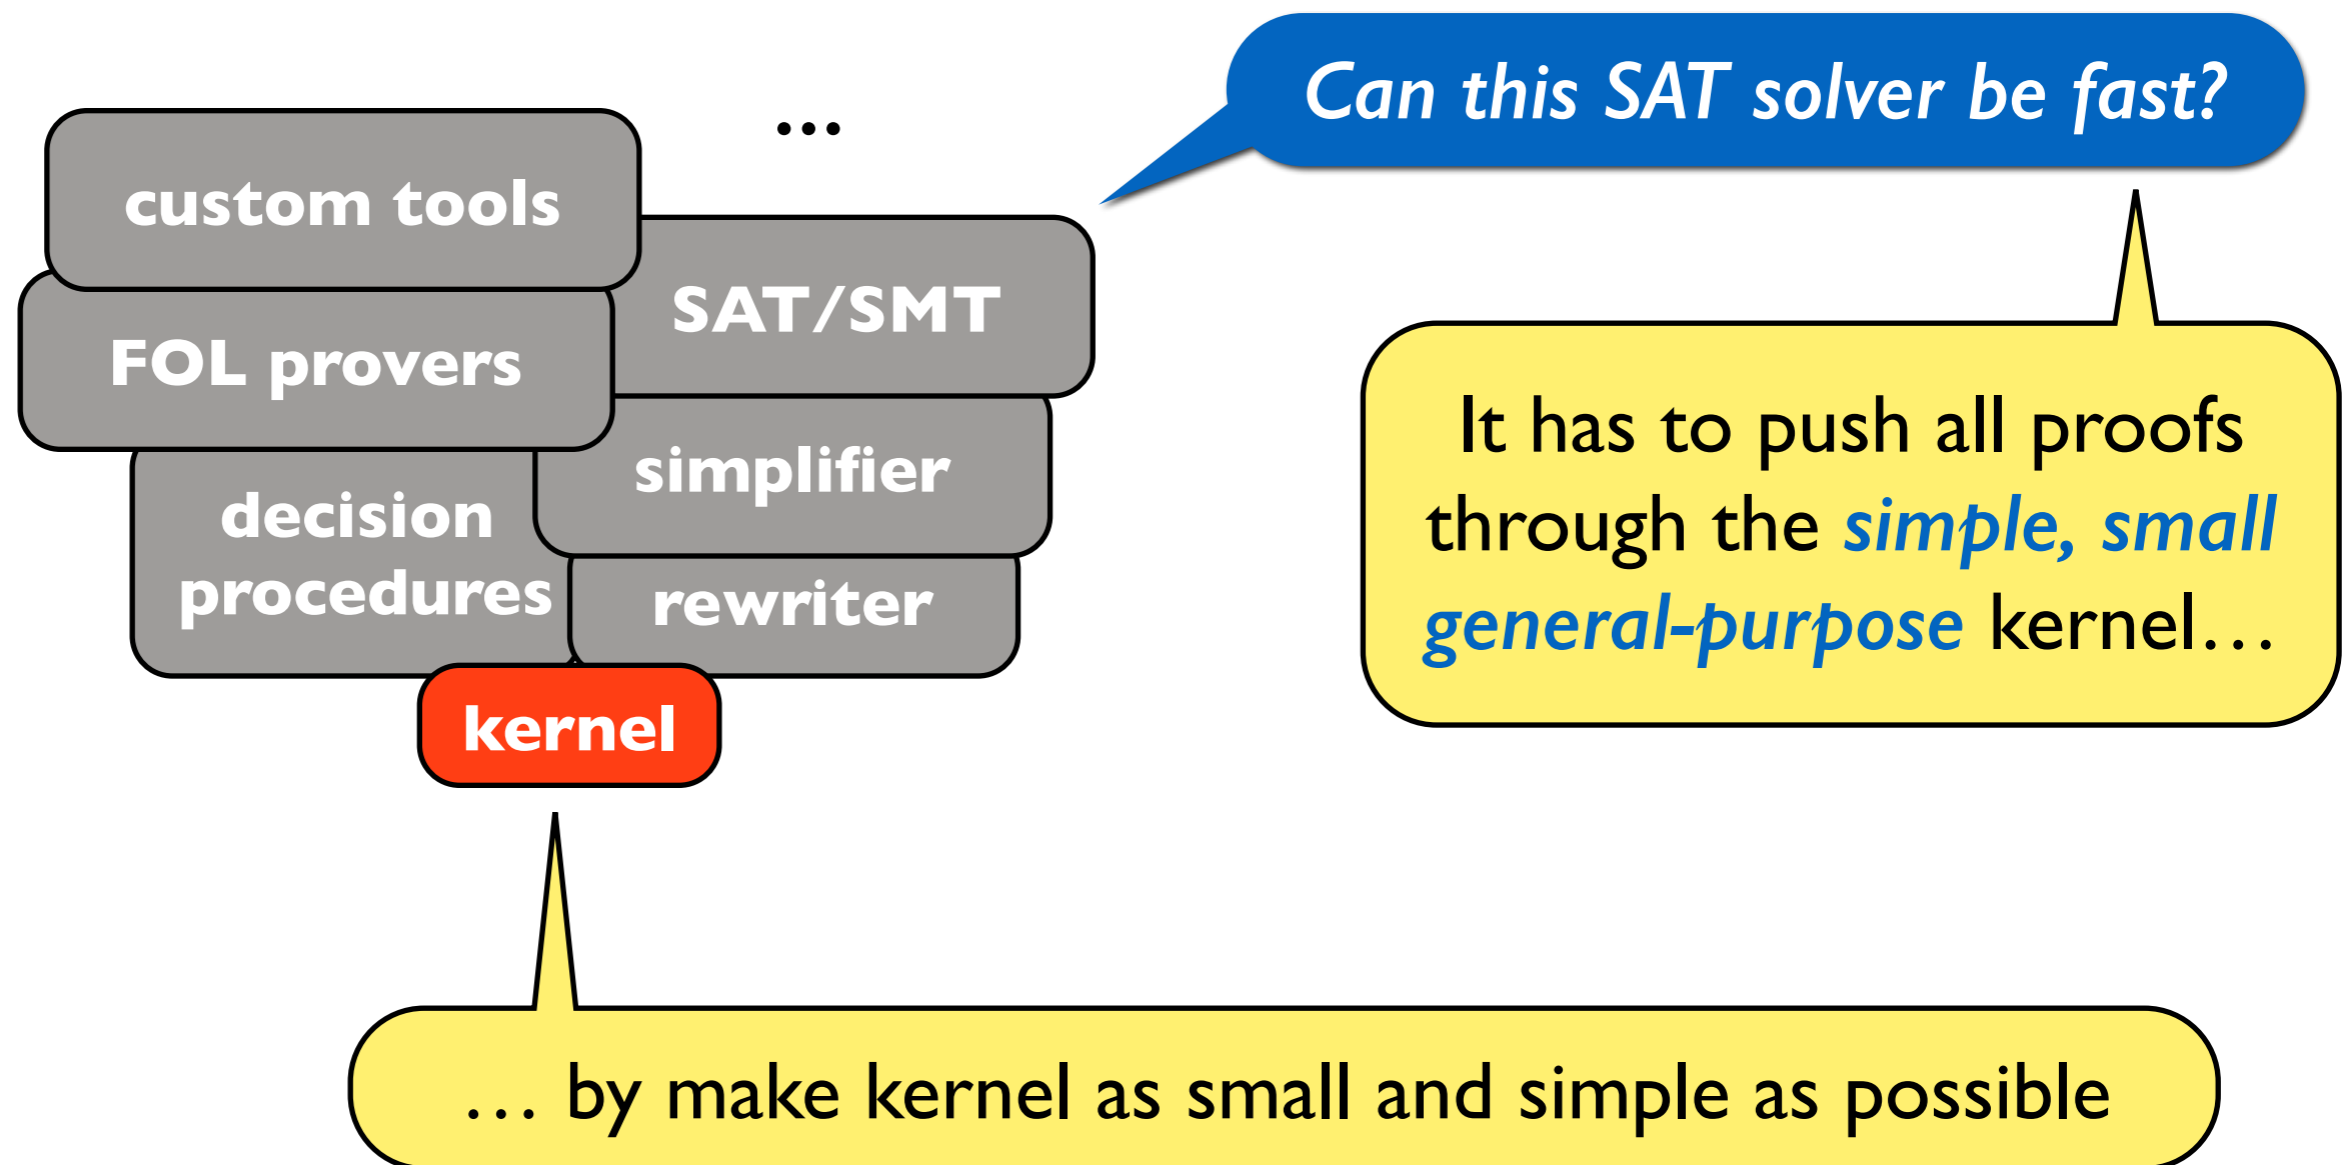 ...
Can this SAT solver be fast?
custom tools
SAT/SMT
FOL provers
simplifier
decision
procedures
rewriter
kernel
It has to push all proofs
through the simple, small
general-purpose kernel…
… by make kernel as small and simple as possible